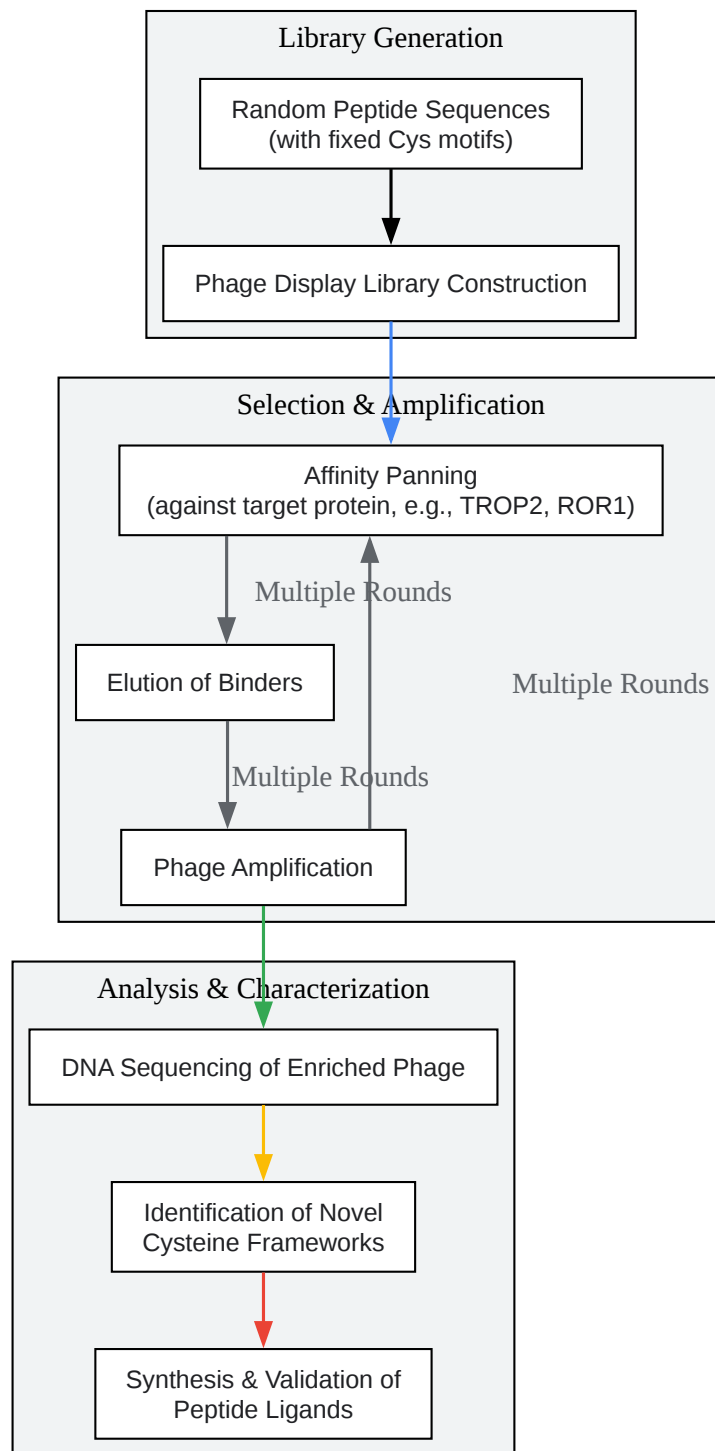 Library Generation
Random Peptide Sequences
(with fixed Cys motifs)
Phage Display Library Construction
Selection & Amplification
Affinity Panning
(against target protein, e.g., TROP2, ROR1)
Multiple Rounds
Elution of Binders
Multiple Rounds
Multiple Rounds
Phage Amplification
Analysis & Characterization
DNA Sequencing of Enriched Phage
Identification of Novel
Cysteine Frameworks
Synthesis & Validation of
Peptide Ligands